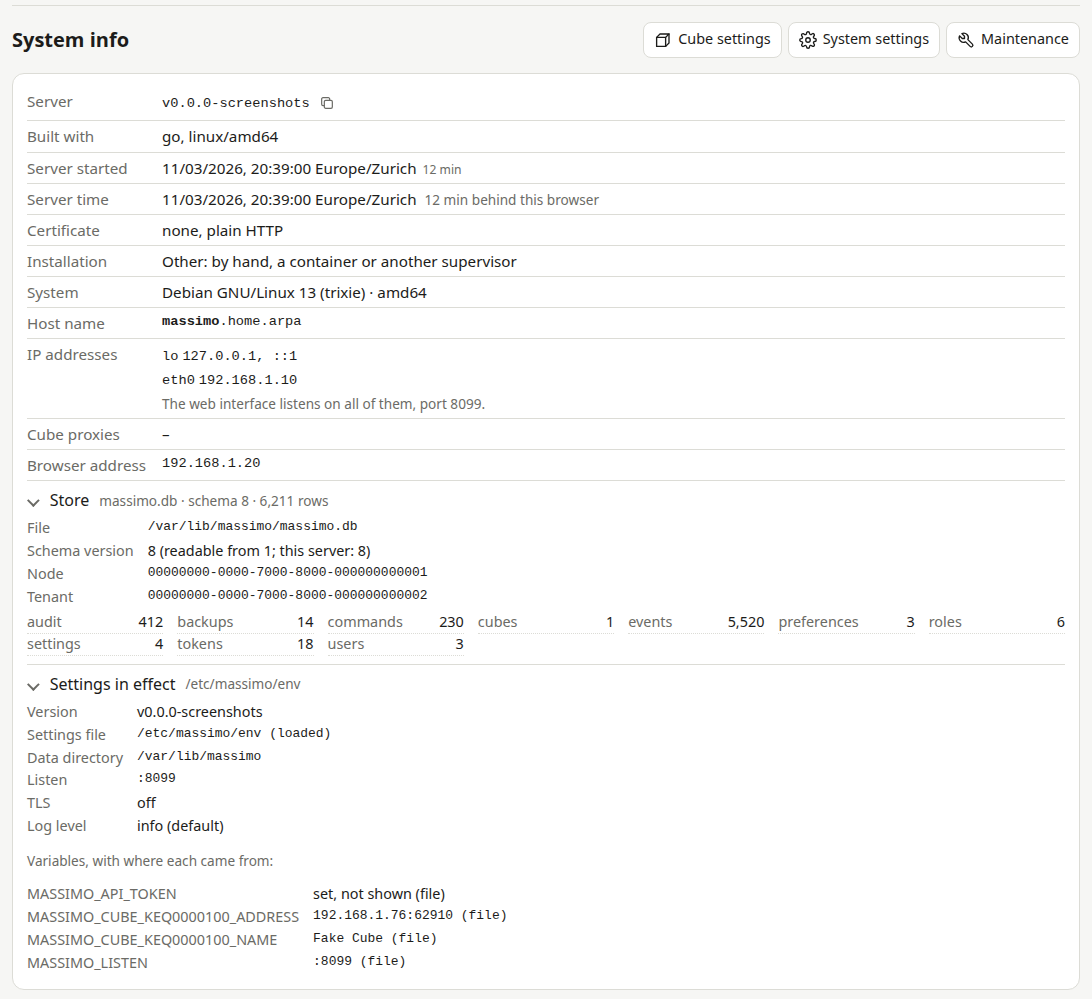 System info
Cube settings
System settings
Maintenance
Server v0.0.0-screenshots
Built with go, linux/amd64
Server started 11/03/2026, 20:39:00 Europe/Zurich 12 min
Server time 11/03/2026, 20:39:00 Europe/Zurich 12 min behind this browser
Certificate none, plain HTTP
Installation Other: by hand, a container or another supervisor
System Debian GNU/Linux 13 (trixie) · amd64
Host name massimo.home.arpa
IP addresses lo 127.0.0.1, ::1
eth0 192.168.1.10
The web interface listens on all of them, port 8099.
Cube proxies –
Browser address 192.168.1.20
Store massimo.db · schema 8 · 6,211 rows
File /var/lib/massimo/massimo.db
Schema version 8 (readable from 1; this server: 8)
Node 00000000-0000-7000-8000-000000000001
Tenant 00000000-0000-7000-8000-000000000002
audit 412 backups 14 commands 230 cubes 1 events 5,520 preferences 3 roles 6
settings 4 tokens 18 users 3
Settings in effect /etc/massimo/env
Version v0.0.0-screenshots
Settings file /etc/massimo/env (loaded)
Data directory /var/lib/massimo
Listen :8099
TLS off
Log level info (default)
Variables, with where each came from:
MASSIMO_API_TOKEN set, not shown (file)
MASSIMO_CUBE_KEQ0000100_ADDRESS 192.168.1.76:62910 (file)
MASSIMO_CUBE_KEQ0000100_NAME Fake Cube (file)
MASSIMO_LISTEN :8099 (file)